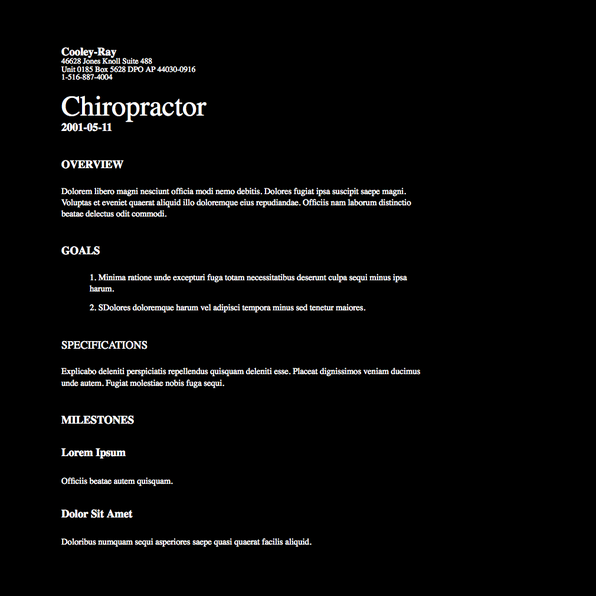 Cooley-Ray
46628 Jones Knoll Suite 488
Unit 0185 Box 5628 DPO AP 44030-0916
1-516-887-4004
Chiropractor
2001-05-11
OVERVIEW
Dolorem libero magni nesciunt officia modi nemo debitis. Dolores fugiat ipsa suscipit saepe magni.
Voluptas et eveniet quaerat aliquid illo doloremque eius repudiandae. Officiis nam laborum distinctio
beatae delectus odit commodi.
GOALS
1. Minima ratione unde excepturi fuga totam necessitatibus deserunt culpa sequi minus ipsa
harum.
2. SDolores doloremque harum vel adipisci tempora minus sed tenetur maiores.
SPECIFICATIONS
Explicabo deleniti perspiciatis repellendus quisquam deleniti esse. Placeat dignissimos veniam ducimus
unde autem. Fugiat molestiae nobis fuga sequi.
MILESTONES
Lorem Ipsum
Officiis beatae autem quisquam.
Dolor Sit Amet
Doloribus numquam sequi asperiores saepe quasi quaerat facilis aliquid.